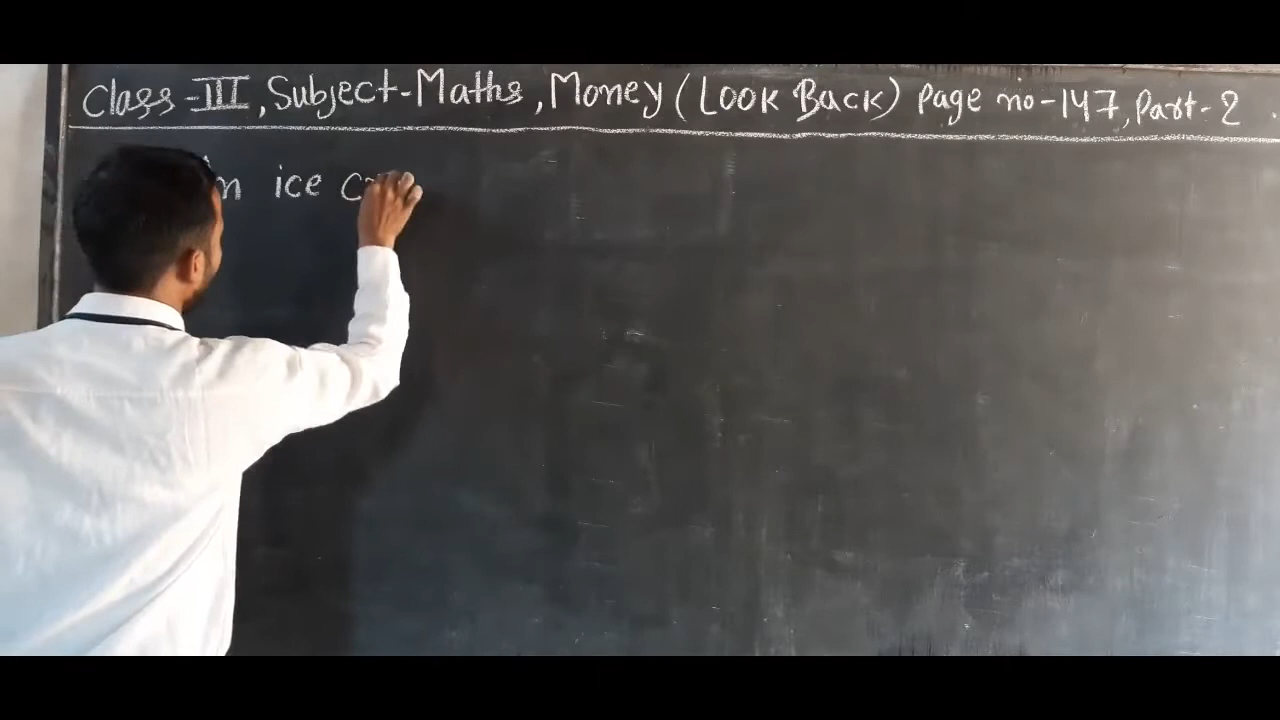 Class-III, Subject-Maths, Money (Look Back) page no-147, Part-2.
ice